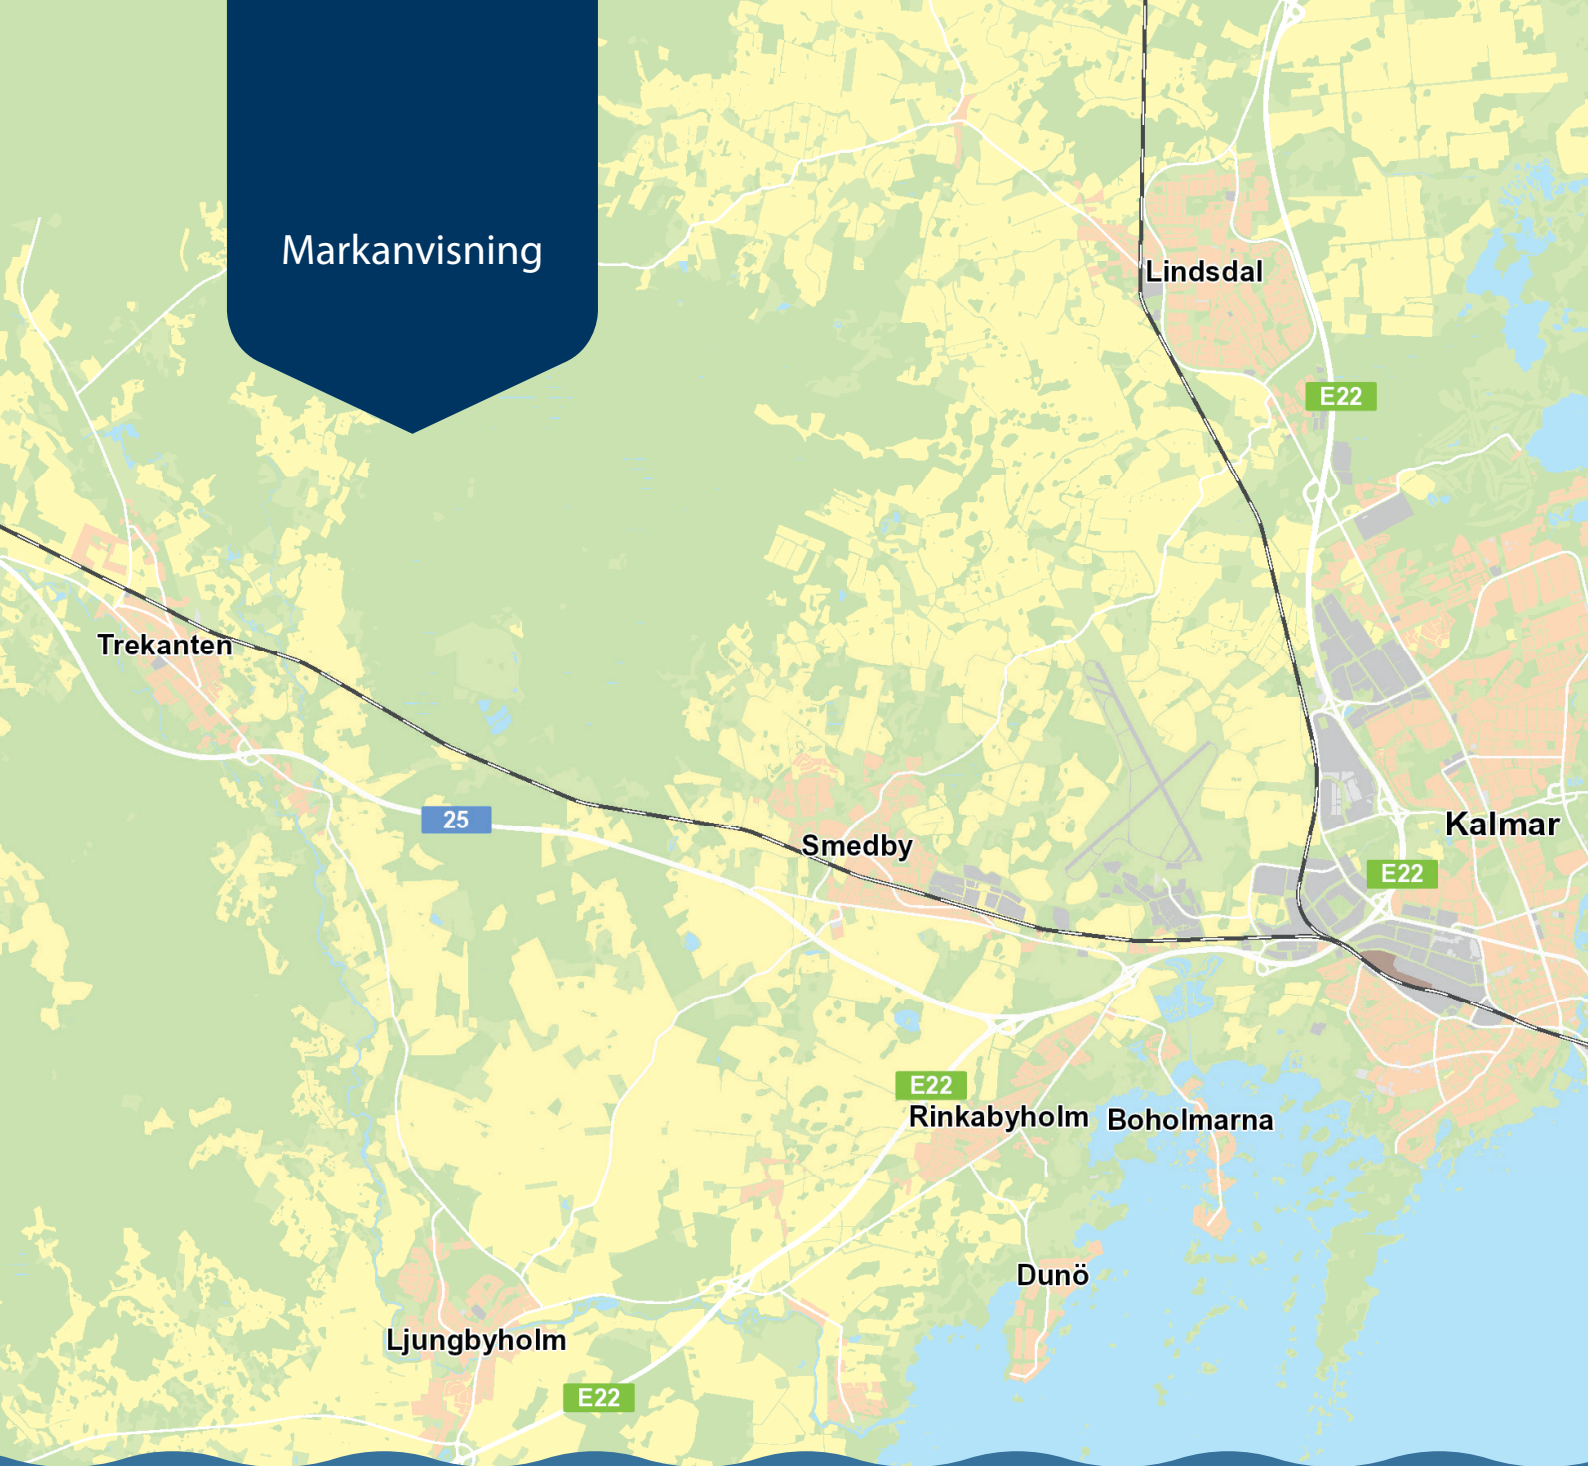 Markanvisning
Lindsdal
E22
Trekanten
25
Smedby
Kalmar
E22
E22
Rinkabyholm
Boholmarna
Dunö
Ljungbyholm
E22